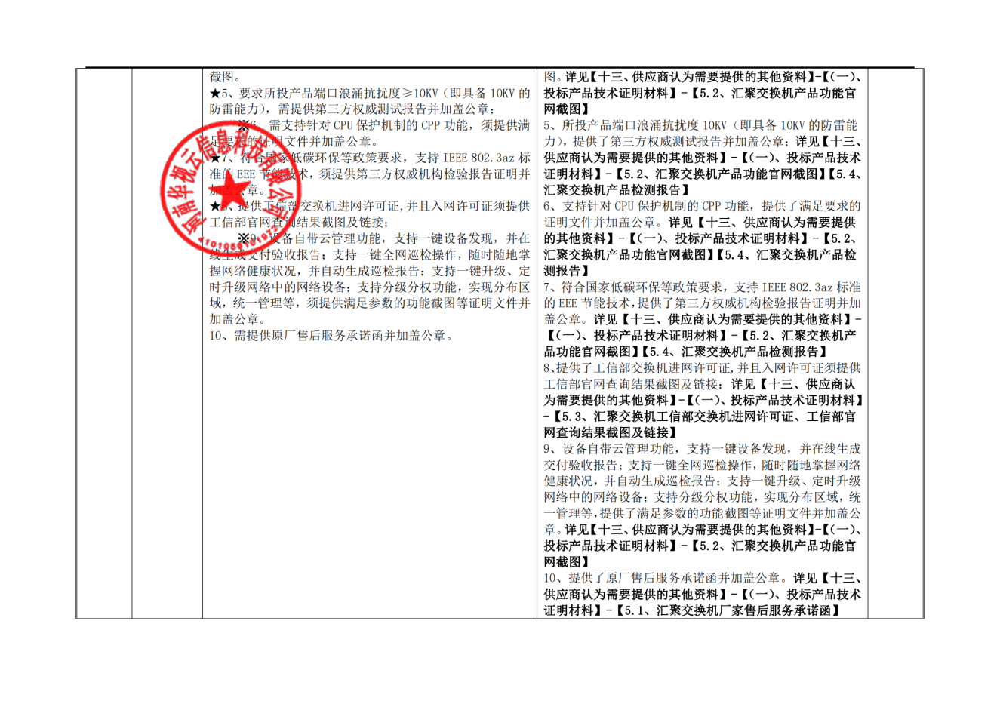 截图。
★5、要求所投产品端口浪涌抗扰度≥10KV（即具备 10KV 的
防雷能力），需提供第三方权威测试报告并加盖公章；
※6、需支持针对 CPU 保护机制的 CPP 功能，须提供满
足要求的证明文件并加盖公章。
★7、符合国家低碳环保等政策要求，支持 IEEE 802.3az 标
准的 EEE 节能技术，须提供第三方权威机构检验报告证明并
加盖公章。
★8、提供工信部交换机进网许可证,并且入网许可证须提供
工信部官网查询结果截图及链接；
※9、设备自带云管理功能，支持一键设备发现，并在
线生成交付验收报告；支持一键全网巡检操作，随时随地掌
握网络健康状况，并自动生成巡检报告；支持一键升级、定
时升级网络中的网络设备；支持分级分权功能，实现分布区
域，统一管理等，须提供满足参数的功能截图等证明文件并
加盖公章。
10、需提供原厂售后服务承诺函并加盖公章。
河南华视云信息科技有限公司
4101056101972
图。详见【十三、供应商认为需要提供的其他资料】-【（一）、
投标产品技术证明材料】-【5.2、汇聚交换机产品功能官
网截图】
5、所投产品端口浪涌抗扰度 10KV（即具备 10KV 的防雷能
力），提供了第三方权威测试报告并加盖公章；详见【十三、
供应商认为需要提供的其他资料】-【（一）、投标产品技术
证明材料】-【5.2、汇聚交换机产品功能官网截图】【5.4、
汇聚交换机产品检测报告】
6、支持针对 CPU 保护机制的 CPP 功能，提供了满足要求的
证明文件并加盖公章。详见【十三、供应商认为需要提供
的其他资料】-【（一）、投标产品技术证明材料】-【5.2、
汇聚交换机产品功能官网截图】【5.4、汇聚交换机产品检
测报告】
7、符合国家低碳环保等政策要求，支持 IEEE 802.3az 标准
的 EEE 节能技术,提供了第三方权威机构检验报告证明并加
盖公章。详见【十三、供应商认为需要提供的其他资料】-
【（一）、投标产品技术证明材料】-【5.2、汇聚交换机产
品功能官网截图】【5.4、汇聚交换机产品检测报告】
8、提供了工信部交换机进网许可证,并且入网许可证须提供
工信部官网查询结果截图及链接；详见【十三、供应商认
为需要提供的其他资料】-【（一）、投标产品技术证明材料】
-【5.3、汇聚交换机工信部交换机进网许可证、工信部官
网查询结果截图及链接】
9、设备自带云管理功能，支持一键设备发现，并在线生成
交付验收报告；支持一键全网巡检操作，随时随地掌握网络
健康状况，并自动生成巡检报告；支持一键升级、定时升级
网络中的网络设备；支持分级分权功能，实现分布区域，统
一管理等,提供了满足参数的功能截图等证明文件并加盖公
章。详见【十三、供应商认为需要提供的其他资料】-【（一）、
投标产品技术证明材料】-【5.2、汇聚交换机产品功能官
网截图】
10、提供了原厂售后服务承诺函并加盖公章。详见【十三、
供应商认为需要提供的其他资料】-【（一）、投标产品技术
证明材料】-【5.1、汇聚交换机厂家售后服务承诺函】